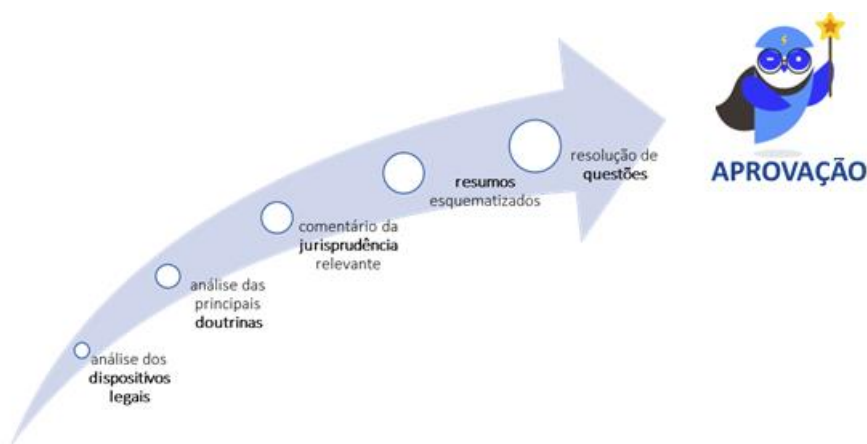 análise dos
dispositivos
legais
análise das
principais
doutrinas
comentário da
jurisprudência
relevante
resumos
esquematizados
resolução de
questões
APROVAÇÃO